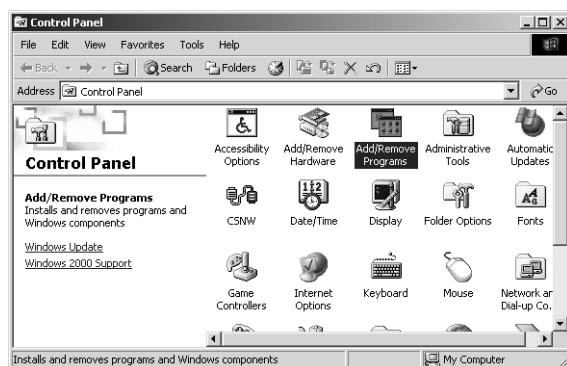 Control Panel
File Edit View Favorites Tools Help
Back Search Folders
Address Control Panel Go
Control Panel
Add/Remove Programs
Installs and removes programs and
Windows components
Windows Update
Windows 2000 Support
Accessibility
Options
Add/Remove
Hardware
Add/Remove
Programs
Administrative
Tools
Automatic
Updates
CSNW
Date/Time
Display
Folder Options
Fonts
Game
Controllers
Internet
Options
Keyboard
Mouse
Network an
Dial-up Co.
Installs and removes programs and Windows components
My Computer